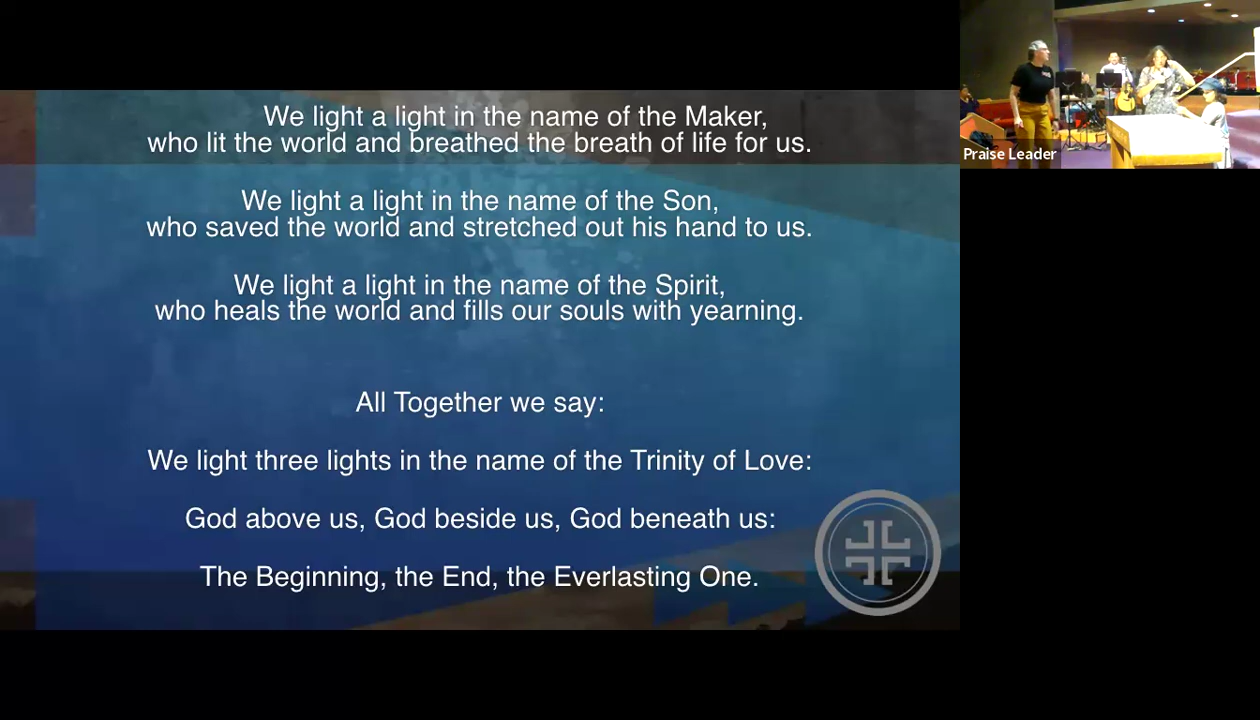 We light a light in the name of the Maker,
who lit the world and breathed the breath of life for us.
We light a light in the name of the Son,
who saved the world and stretched out his hand to us.
We light a light in the name of the Spirit,
who heals the world and fills our souls with yearning.
All Together we say:
We light three lights in the name of the Trinity of Love:
God above us, God beside us, God beneath us:
The Beginning, the End, the Everlasting One.
Praise Leader